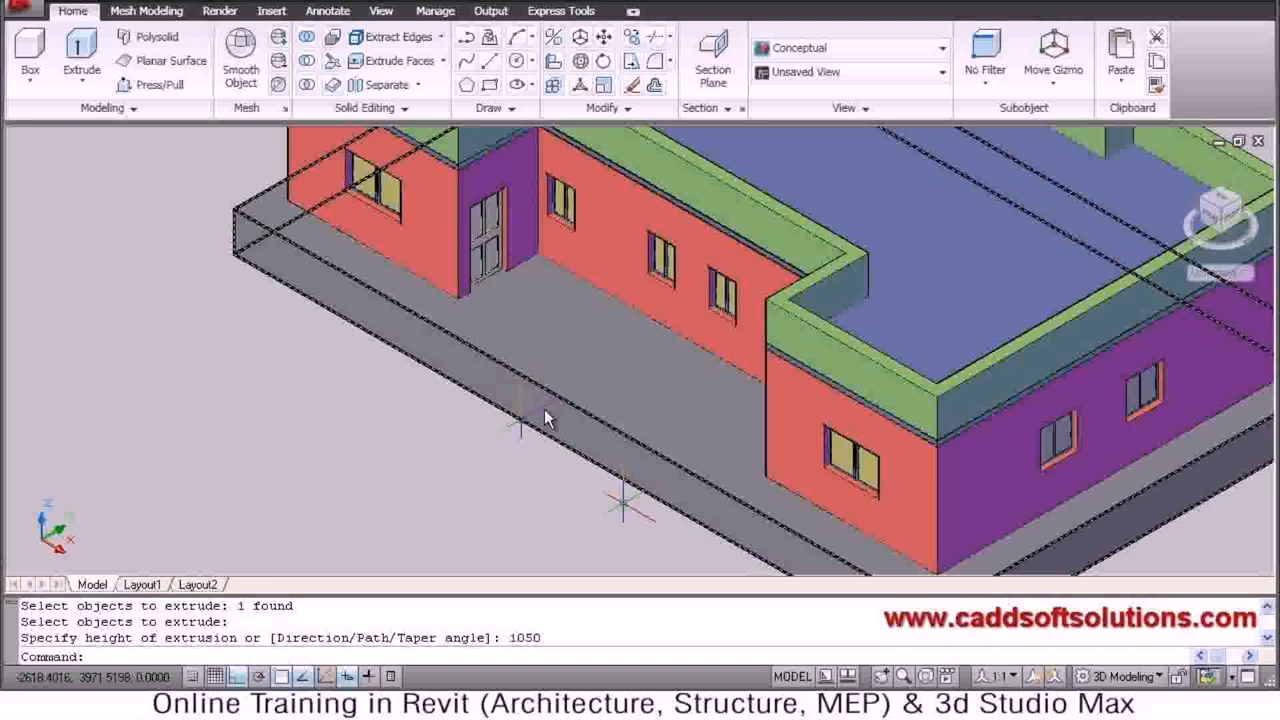 Home Mesh Modeling Render Insert Annotate View Manage Output Express Tools
Box
Extrude
Polysolid
Planar Surface
Press/Pull
Modeling
Smooth
Object
Mesh
Extract Edges
Extrude Faces
Separate
Solid Editing
Draw
Modify
Section
Plane
Section
Conceptual
Unsaved View
View
No Filter
Move Gizmo
Subobject
Paste
Clipboard
Z
X
Model Layout1 Layout2
Select objects to extrude: 1 found
Select objects to extrude:
Specify height of extrusion or [Direction/Path/Taper angle]: 1050
Command:
www.caddsoftsolutions.com
-2618.4016, 3971.5198, 0.0000
MODEL
1:1
3D Modeling
Online Training in Revit (Architecture, Structure, MEP) & 3d Studio Max